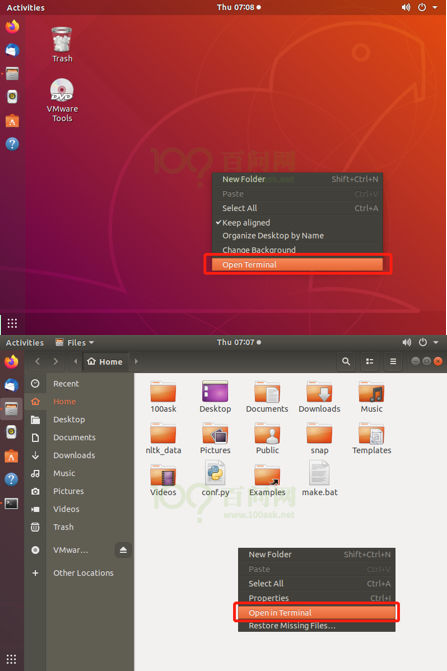 Activities
Thu 07:08
Trash
VMware
Tools
100 百问网
New Folder Shift+Ctrl+N
Paste Ctrl+V
Select All Ctrl+A
Keep aligned
Organize Desktop by Name
Change Background
Open Terminal
Activities Files Thu 07:07
Home
Recent
Home
Desktop
Documents
Downloads
Music
Pictures
Videos
Trash
VMwar...
Other Locations
100ask Desktop Documents Downloads Music
nltk_data Pictures Public snap Templates
Videos conf.py Examples make.bat
百问网
www.100ask.net
New Folder Shift+Ctrl+N
Paste Ctrl+V
Select All Ctrl+A
Properties Ctrl+I
Open in Terminal
Restore Missing Files...